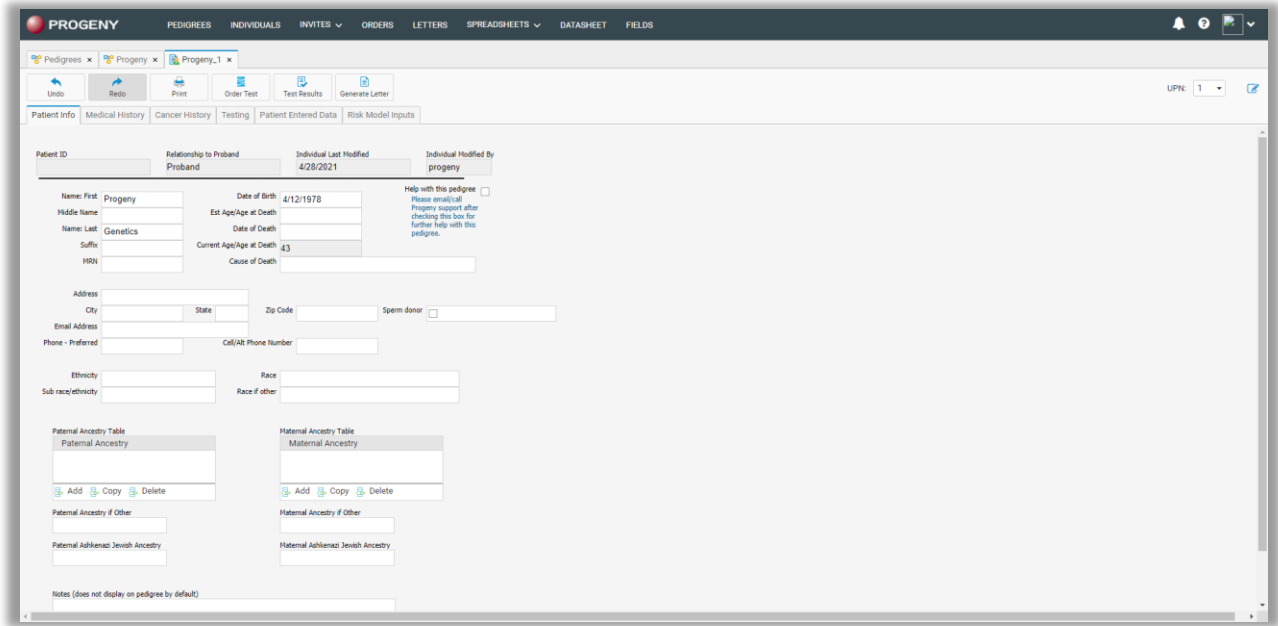 PROGENY PEDIGREES INDIVIDUALS INVITES ORDERS LETTERS SPREADSHEETS DATASHEET FIELDS
Pedigrees x Progeny x Progeny_1 x
Undo Redo Print Order Test Test Results Generate Letter UPN: 1
Patient Info Medical History Cancer History Testing Patient Entered Data Risk Model Inputs
Patient ID Relationship to Proband Individual Last Modified Individual Modified By
Proband 4/28/2021 progeny
Name: First Progeny Date of Birth 4/12/1978 Help with this pedigree
Please email/call
Progeny support after
checking this box for
further help with this
pedigree.
Middle Name Est Age/Age at Death
Name: Last Genetics Date of Death
Suffix Current Age/Age at Death 43
MRN Cause of Death
Address
City State Zip Code Sperm donor
Email Address
Phone - Preferred Cell/Alt Phone Number
Ethnicity Race
Sub race/ethnicity Race if other
Paternal Ancestry Table Maternal Ancestry Table
Paternal Ancestry Maternal Ancestry
Add Copy Delete Add Copy Delete
Paternal Ancestry if Other Maternal Ancestry if Other
Paternal Ashkenazi Jewish Ancestry Maternal Ashkenazi Jewish Ancestry
Notes (does not display on pedigree by default)